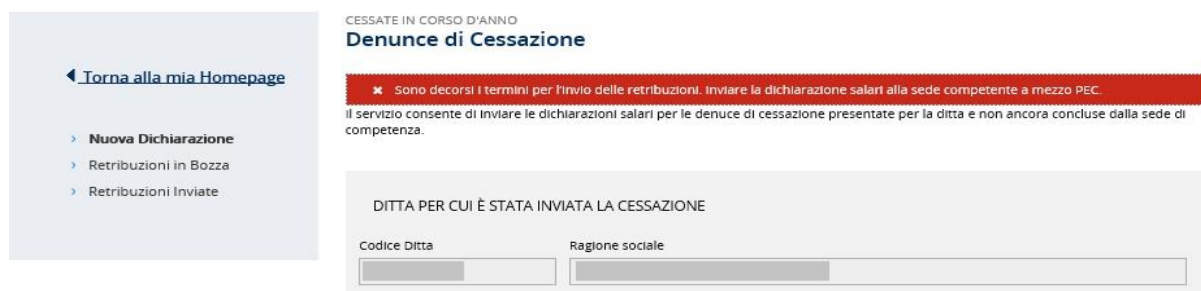 CESSATE IN CORSO D'ANNO
Denunce di Cessazione
Torna alla mia Homepage
Sono decorsi i termini per l'invio delle retribuzioni. Inviare la dichiarazione salari alla sede competente a mezzo PEC.
Il servizio consente di inviare le dichiarazioni salari per le denuce di cessazione presentate per la ditta e non ancora concluse dalla sede di
competenza.
Nuova Dichiarazione
Retribuzioni in Bozza
Retribuzioni Inviate
DITTA PER CUI È STATA INVIATA LA CESSAZIONE
Codice Ditta
Ragione sociale